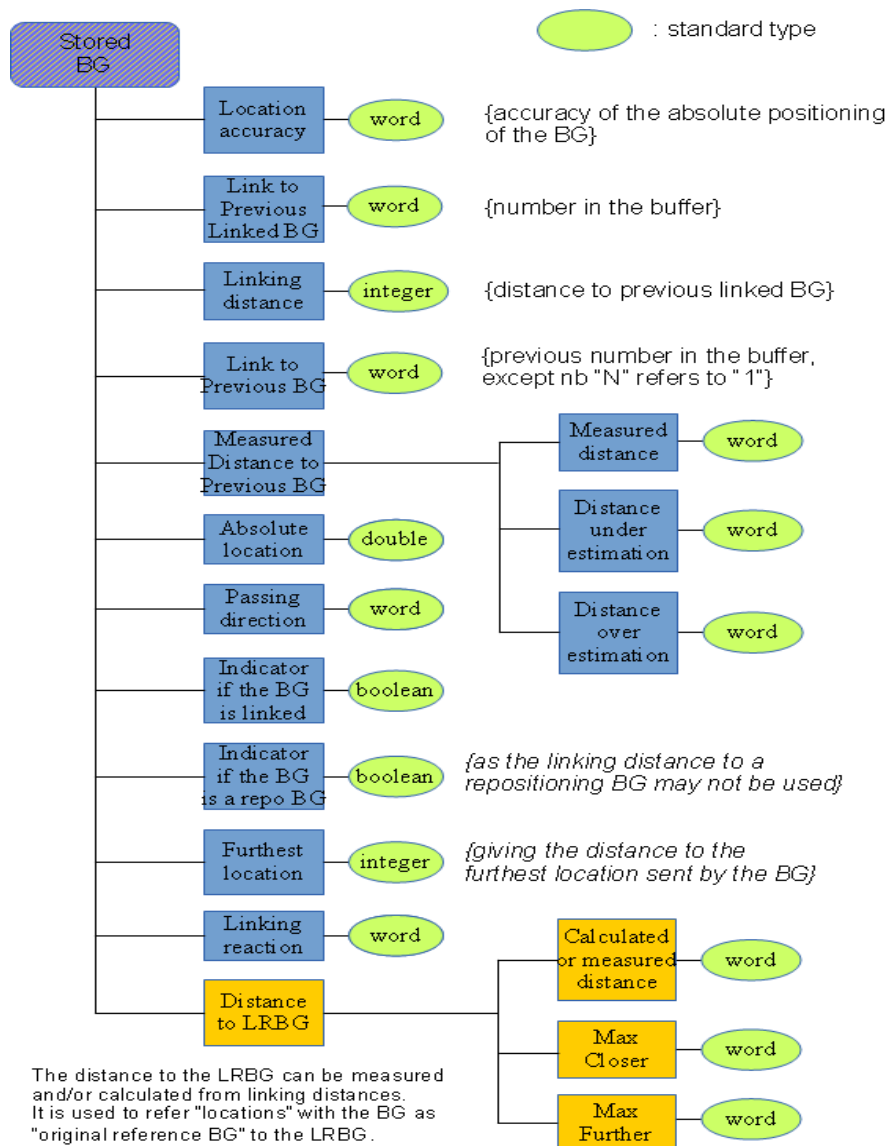 Stored
BG
: standard type
Location
accuracy
word
{accuracy of the absolute positioning
of the BG}
Link to
Previous
Linked BG
word
{number in the buffer}
Linking
distance
integer
{distance to previous linked BG}
Link to
Previous BG
word
{previous number in the buffer,
except nb "N" refers to "1"}
Measured
Distance to
Previous BG
Measured
distance
word
Distance
under
estimation
word
Distance
over
estimation
word
Absolute
location
double
Passing
direction
word
Indicator
if the BG
is linked
boolean
Indicator
if the BG
is a repo BG
boolean
{as the linking distance to a
repositioning BG may not be used}
Furthest
location
integer
{giving the distance to the
furthest location sent by the BG}
Linking
reaction
word
Distance
to LRBG
Calculated
or measured
distance
word
Max
Closer
word
Max
Further
word
The distance to the LRBG can be measured
and/or calculated from linking distances.
It is used to refer "locations" with the BG as
"original reference BG" to the LRBG.